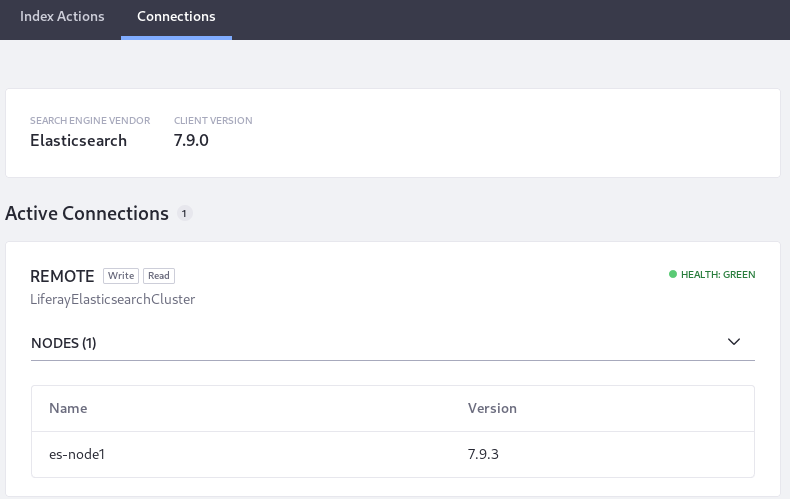 Index Actions Connections
SEARCH ENGINE VENDOR CLIENT VERSION
Elasticsearch 7.9.0
Active Connections 1
REMOTE Write Read HEALTH: GREEN
LiferayElasticsearchCluster
NODES (1)
Name Version
es-node1 7.9.3